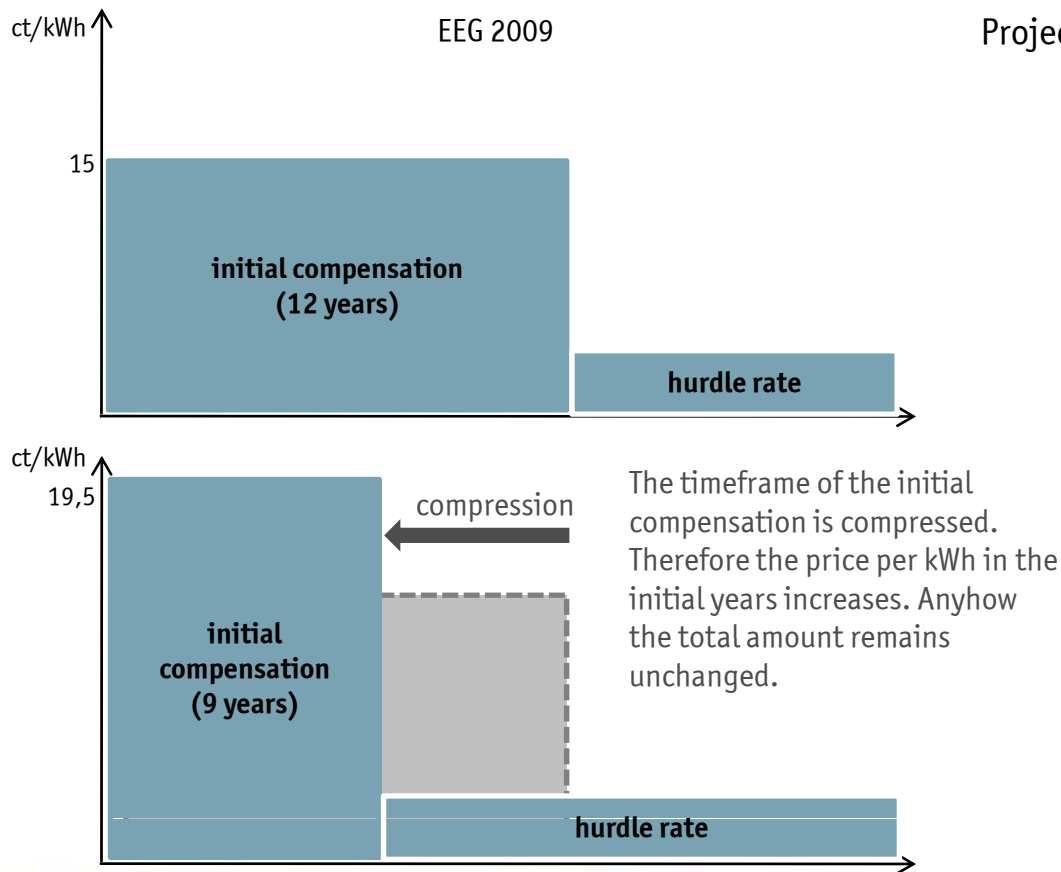 ct/kWh
EEG 2009
15
initial compensation
(12 years)
hurdle rate
ct/kWh
19,5
compression
initial
compensation
(9 years)
The timeframe of the initial
compensation is compressed.
Therefore the price per kWh in the
initial years increases. Anyhow
the total amount remains
unchanged.
hurdle rate